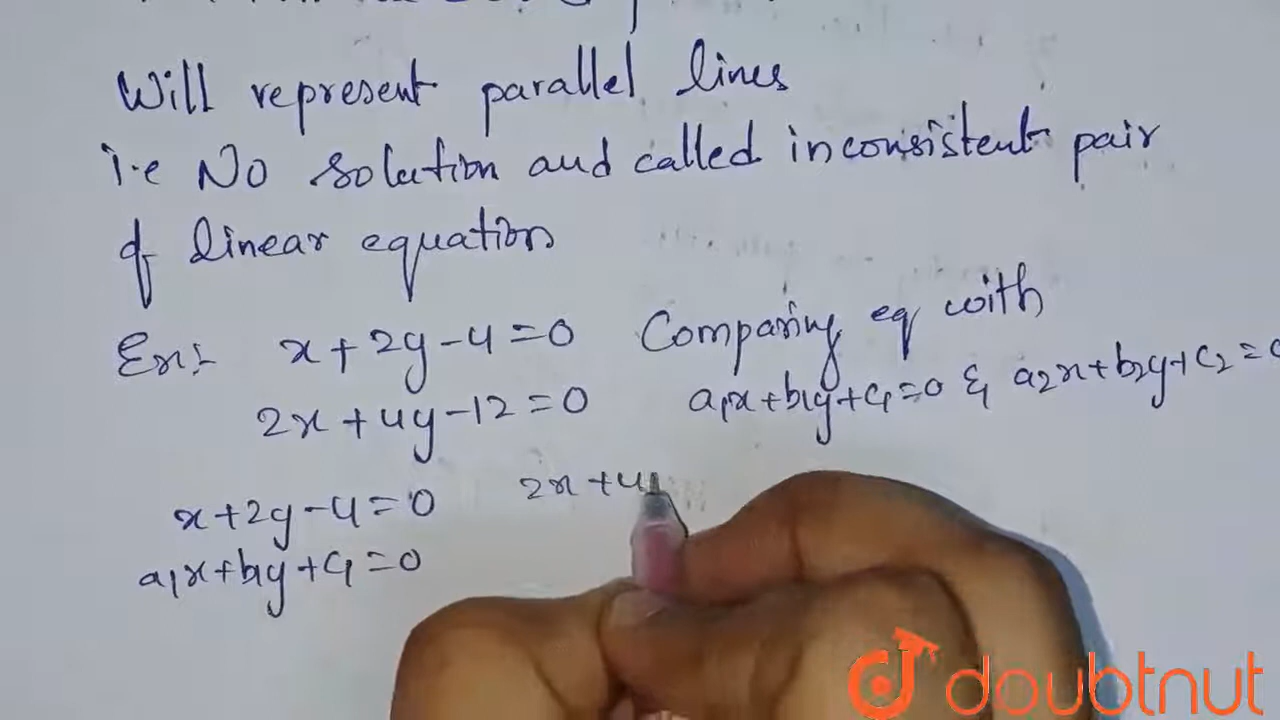 Will represent parallel lines
i.e No solution and called inconsistent pair
of linear equation
Ex:- x+2y-4=0 Comparing eq with
2x+4y-12=0 a₁x+b₁y+c₁=0 & a₂x+b₂y+c₂=0
x+2y-4=0 2x+4
a₁x+b₁y+c₁=0
doubtnut